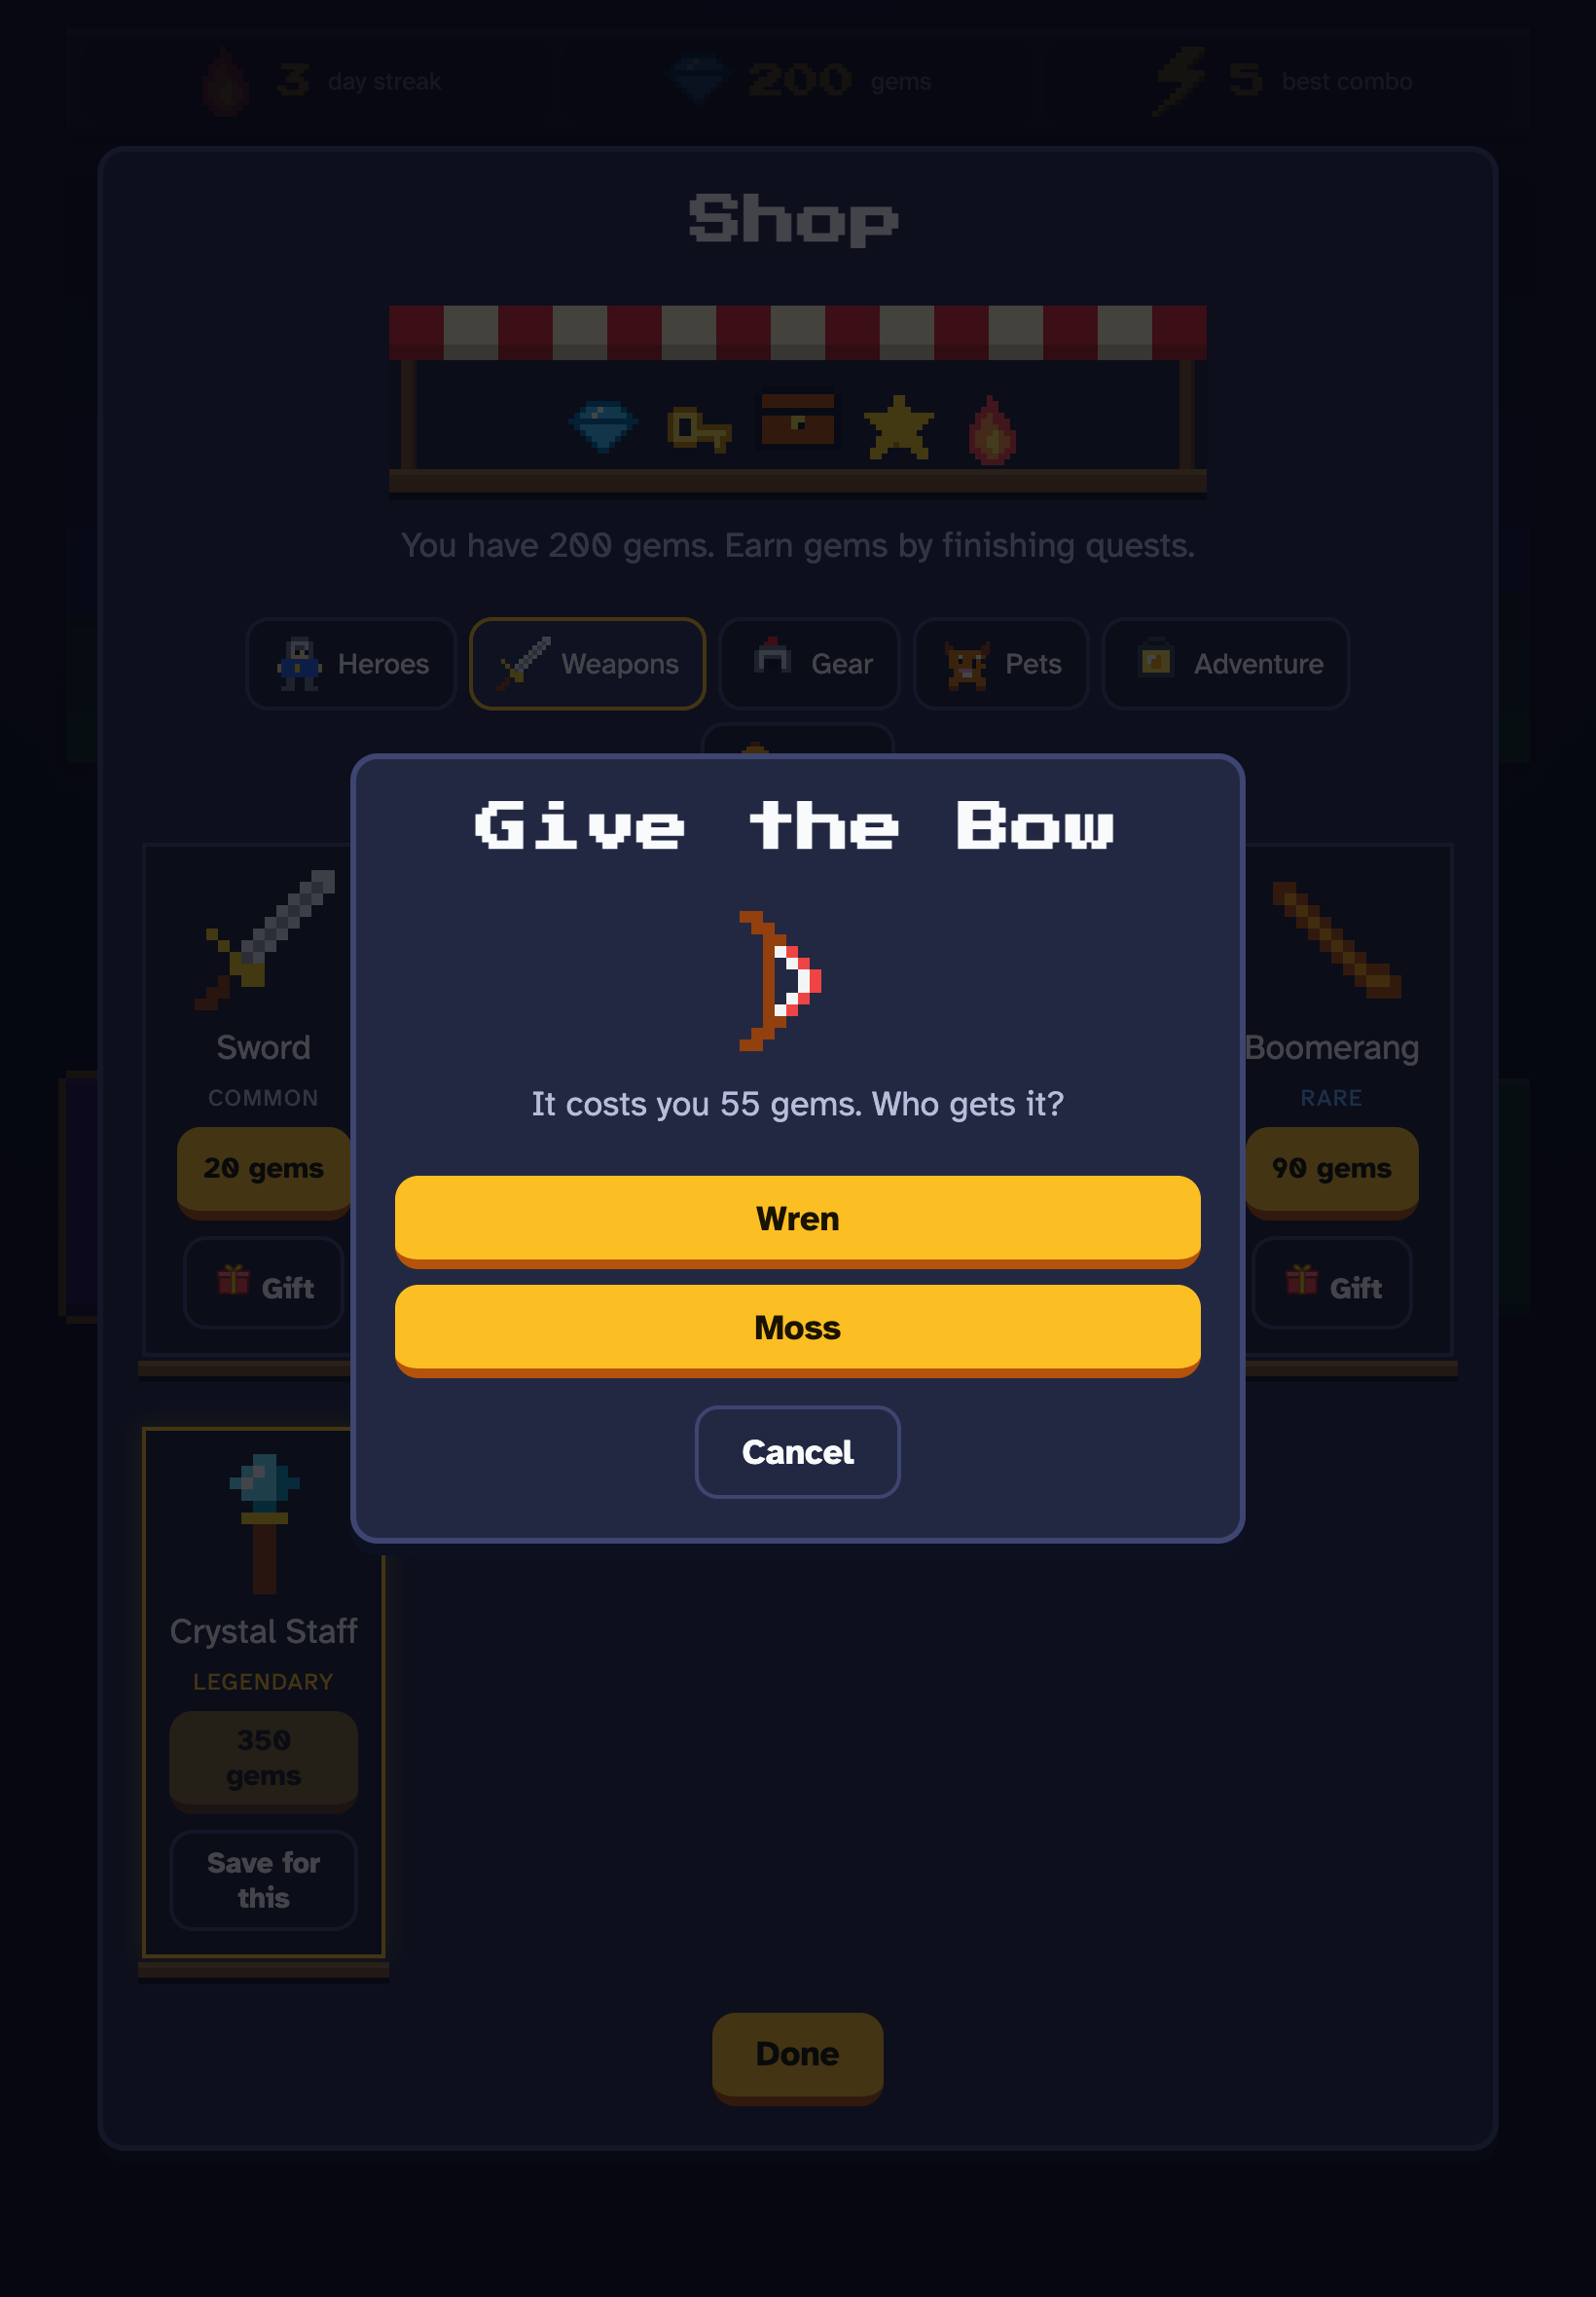 3 day streak
200 gems
5 best combo
Shop
You have 200 gems. Earn gems by finishing quests.
Heroes
Weapons
Gear
Pets
Adventure
Give the Bow
It costs you 55 gems. Who gets it?
Wren
Moss
Cancel
Sword
COMMON
20 gems
Gift
Boomerang
RARE
90 gems
Gift
Crystal Staff
LEGENDARY
350
gems
Save for
this
Done